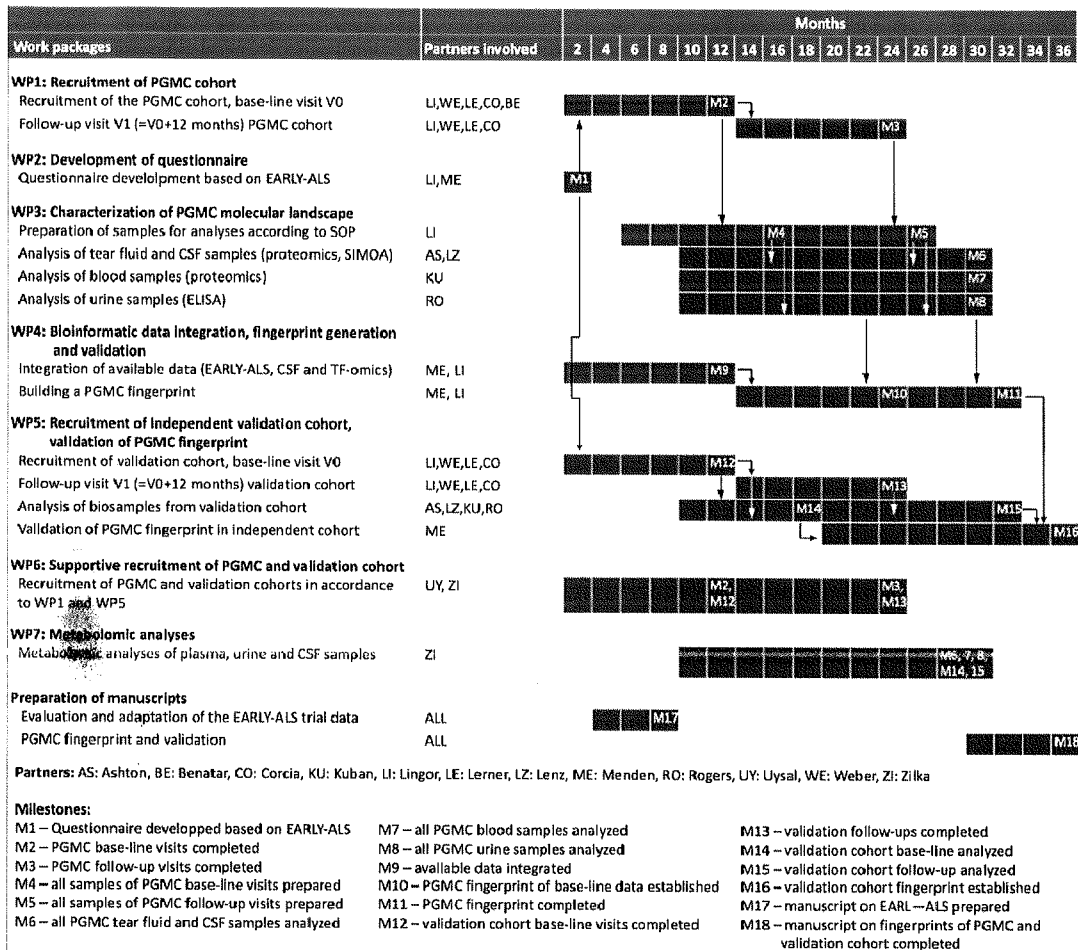 Months
Work packages Partners involved 2 4 6 8 10 12 14 16 18 20 22 24 26 28 30 32 34 36
WP1: Recruitment of PGMC cohort
Recruitment of the PGMC cohort, base-line visit V0 LI,WE,LE,CO,BE M2
Follow-up visit V1 (=V0+12 months) PGMC cohort LI,WE,LE,CO M3
WP2: Development of questionnaire
Questionnaire develolpment based on EARLY-ALS LI,ME M1
WP3: Characterization of PGMC molecular landscape
Preparation of samples for analyses according to SOP LI M4 M5
Analysis of tear fluid and CSF samples (proteomics, SIMOA) AS,LZ M6
Analysis of blood samples (proteomics) KU M7
Analysis of urine samples (ELISA) RO M8
WP4: Bioinformatic data integration, fingerprint generation
and validation
Integration of available data (EARLY-ALS, CSF and TF-omics) ME, LI M9
Building a PGMC fingerprint ME, LI M10 M11
WP5: Recruitment of independent validation cohort,
validation of PGMC fingerprint
Recruitment of validation cohort, base-line visit V0 LI,WE,LE,CO M12
Follow-up visit V1 (=V0+12 months) validation cohort LI,WE,LE,CO M13
Analysis of biosamples from validation cohort AS,LZ,KU,RO M14 M15
Validation of PGMC fingerprint in independent cohort ME M16
WP6: Supportive recruitment of PGMC and validation cohort
Recruitment of PGMC and validation cohorts in accordance UY, ZI M2, M3,
to WP1 and WP5 M12 M13
WP7: Metabolomic analyses
Metabolomic analyses of plasma, urine and CSF samples ZI M6, 7, 8,
M14, 15
Preparation of manuscripts
Evaluation and adaptation of the EARLY-ALS trial data ALL M17
PGMC fingerprint and validation ALL M18
Partners: AS: Ashton, BE: Benatar, CO: Corcia, KU: Kuban, LI: Lingor, LE: Lerner, LZ: Lenz, ME: Menden, RO: Rogers, UY: Uysal, WE: Weber, ZI: Zilka
Milestones:
M1 – Questionnaire developped based on EARLY-ALS
M2 – PGMC base-line visits completed
M3 – PGMC follow-up visits completed
M4 – all samples of PGMC base-line visits prepared
M5 – all samples of PGMC follow-up visits prepared
M6 – all PGMC tear fluid and CSF samples analyzed
M7 – all PGMC blood samples analyzed
M8 – all PGMC urine samples analyzed
M9 – available data integrated
M10 – PGMC fingerprint of base-line data established
M11 – PGMC fingerprint completed
M12 – validation cohort base-line visits completed
M13 – validation follow-ups completed
M14 – validation cohort base-line analyzed
M15 – validation cohort follow-up analyzed
M16 – validation cohort fingerprint established
M17 – manuscript on EARL–ALS prepared
M18 – manuscript on fingerprints of PGMC and
validation cohort completed